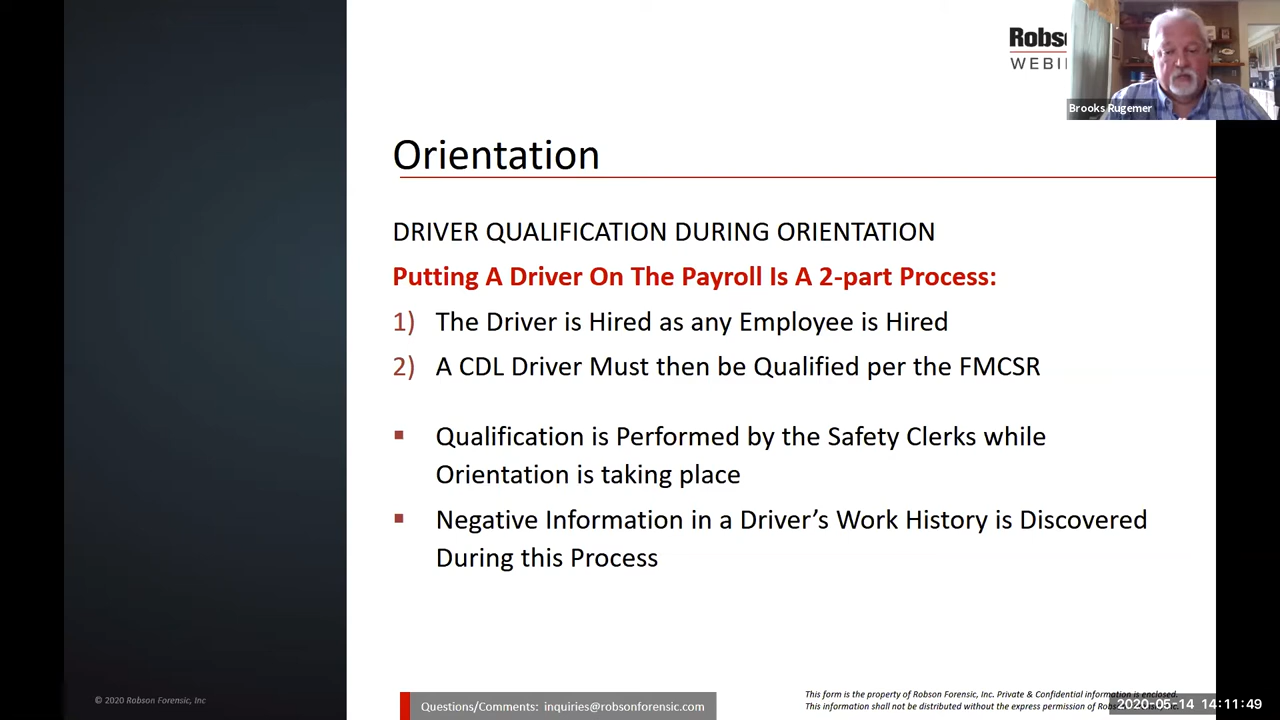 Robs
WEBI
Brooks Rugemer
Orientation
DRIVER QUALIFICATION DURING ORIENTATION
Putting A Driver On The Payroll Is A 2-part Process:
1) The Driver is Hired as any Employee is Hired
2) A CDL Driver Must then be Qualified per the FMCSR
▪ Qualification is Performed by the Safety Clerks while
Orientation is taking place
▪ Negative Information in a Driver’s Work History is Discovered
During this Process
© 2020 Robson Forensic, Inc
Questions/Comments: inquiries@robsonforensic.com
This form is the property of Robson Forensic, Inc. Private & Confidential information is enclosed.
This information shall not be distributed without the express permission of Robson Forensic, Inc.
2020-05-14 14:11:49